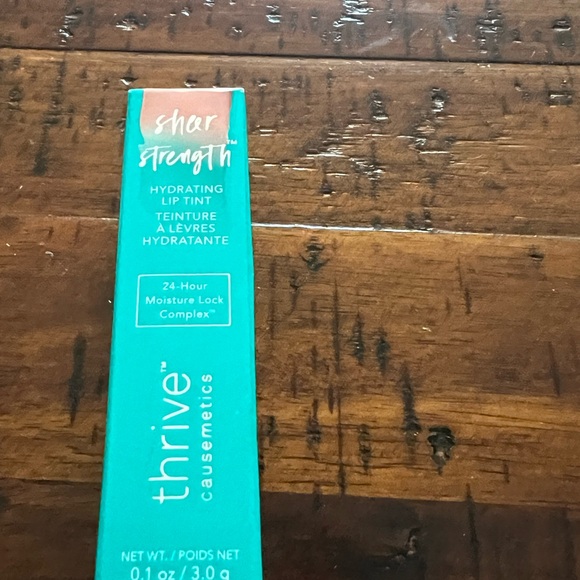 sheer
strength™
HYDRATING
LIP TINT
TEINTURE
À LÈVRES
HYDRATANTE
24-Hour
Moisture Lock
Complex™
thrive™
causemetics
NET WT. / POIDS NET
0.1 oz / 3.0 g